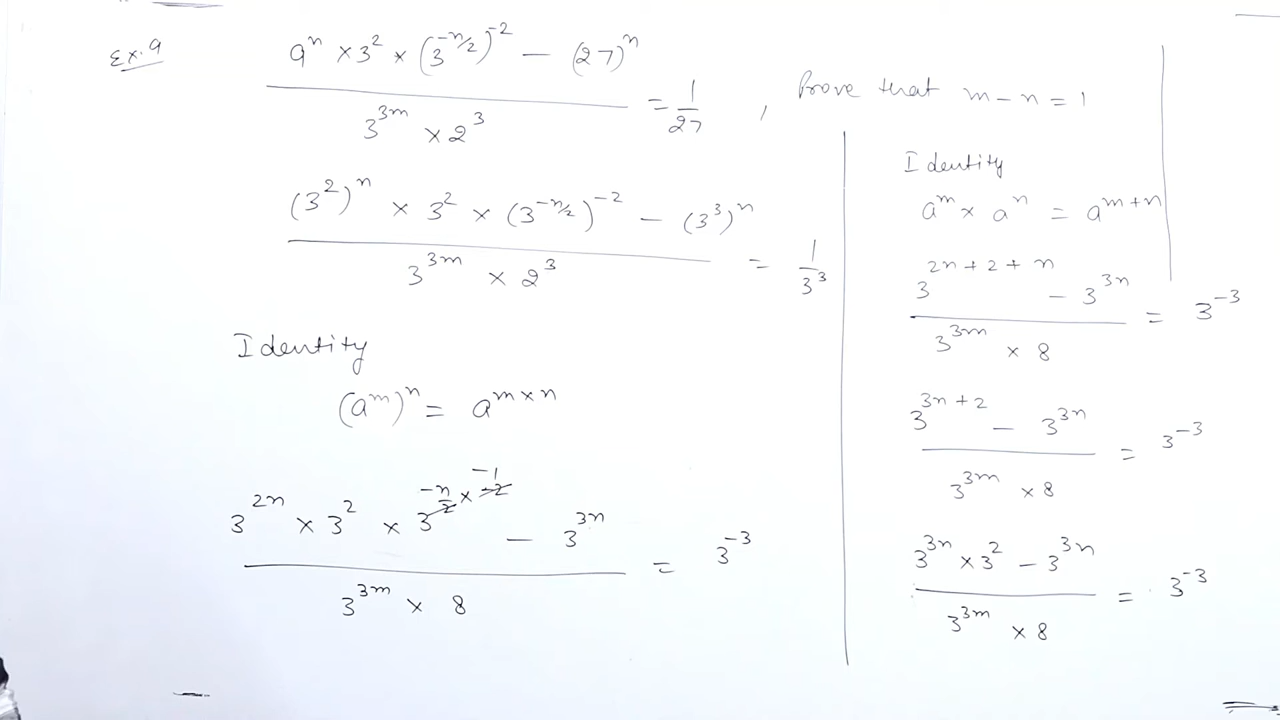 Ex. 9
9^n × 3^2 × (3^{-n/2})^{-2} - (27)^n / 3^{3m} × 2^3 = 1/27 , Prove that m - n = 1
(3^2)^n × 3^2 × (3^{-n/2})^{-2} - (3^3)^n / 3^{3m} × 2^3 = 1/3^3
Identity
(a^m)^n = a^{m×n}
3^{2n} × 3^2 × 3^{-n/2 × -2 -1} - 3^{3n} / 3^{3m} × 8 = 3^{-3}
Identity
a^m × a^n = a^{m+n}
3^{2n+2+n} - 3^{3n} / 3^{3m} × 8 = 3^{-3}
3^{3n+2} - 3^{3n} / 3^{3m} × 8 = 3^{-3}
3^{3n} × 3^2 - 3^{3n} / 3^{3m} × 8 = 3^{-3}